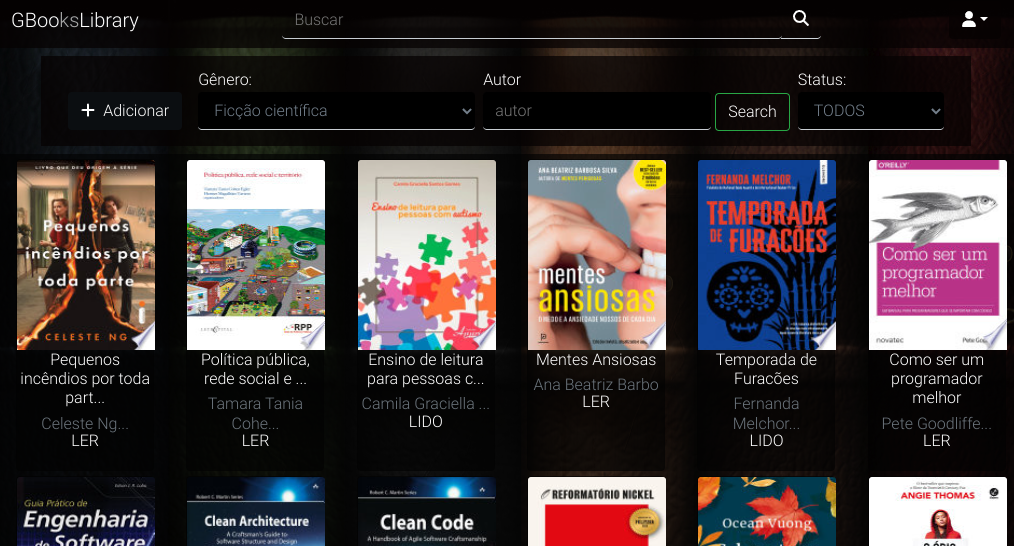 GBooksLibrary
Buscar
Gênero:
Autor
Status:
Adicionar
Ficção científica
autor
Search
TODOS
LIVRO QUE DEU ORIGEM À SÉRIE
Pequenos
incêndios por
toda parte
CELESTE NG
Política pública, rede social e território
RPP
Camila Graciella Santos Gomes
Ensino de leitura para
pessoas com autismo
ANA BEATRIZ BARBOSA SILVA
AUTORA DE MENTES PERIGOSAS
mentes
ansiosas
O MEDO E A ANSIEDADE NOSSOS DE CADA DIA
FERNANDA MELCHOR
TEMPORADA
DE FURACÕES
O'REILLY
Como ser um
programador
melhor
novatec
Pete Goodliffe
Pequenos
incêndios por toda
part...
Celeste Ng...
LER
Política pública,
rede social e ...
Tamara Tania
Cohe...
LER
Ensino de leitura
para pessoas c...
Camila Graciella ...
LIDO
Mentes Ansiosas
Ana Beatriz Barbo
LER
Temporada de
Furacões
Fernanda
Melchor...
LIDO
Como ser um
programador
melhor
Pete Goodliffe...
LER
Guia Prático de
Engenharia
de Software
Robert C. Martin Series
Clean Architecture
A Craftsman's Guide to
Software Structure and Design
Robert C. Martin Series
Clean Code
A Handbook of Agile Software Craftsmanship
O REFORMATÓRIO NICKEL
Ocean Vuong
ANGIE THOMAS